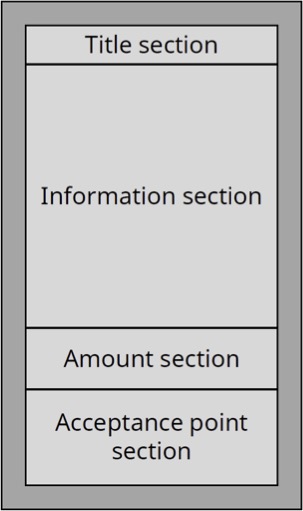 Title section
Information section
Amount section
Acceptance point
section